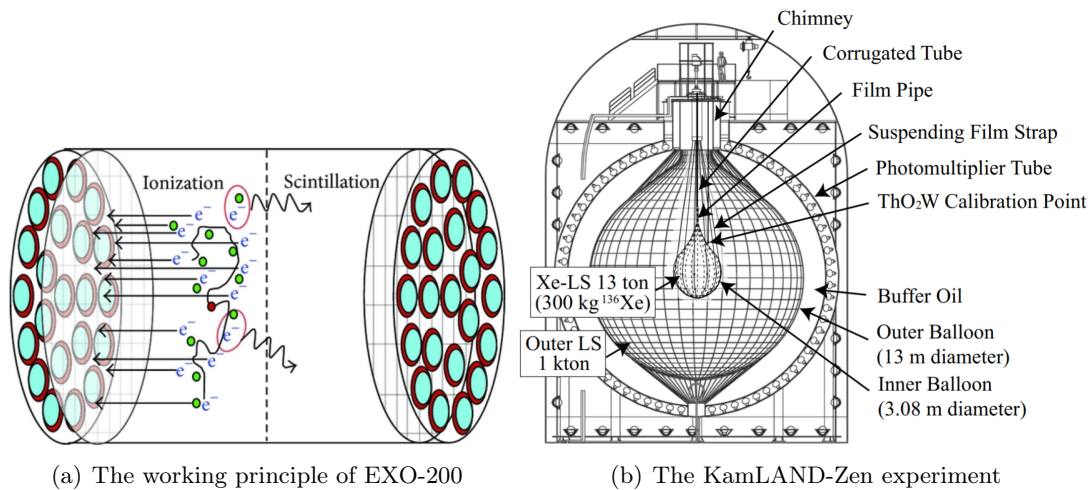 Ionization
Scintillation
e⁻
e⁻
e⁻
e⁻
e⁻
e⁻
e⁻
e⁻
e⁻
e⁻
e⁻
e⁻
(a) The working principle of EXO-200
Chimney
Corrugated Tube
Film Pipe
Suspending Film Strap
Photomultiplier Tube
ThO₂W Calibration Point
Xe-LS 13 ton
(300 kg ¹³⁶Xe)
Buffer Oil
Outer LS
1 kton
Outer Balloon
(13 m diameter)
Inner Balloon
(3.08 m diameter)
(b) The KamLAND-Zen experiment